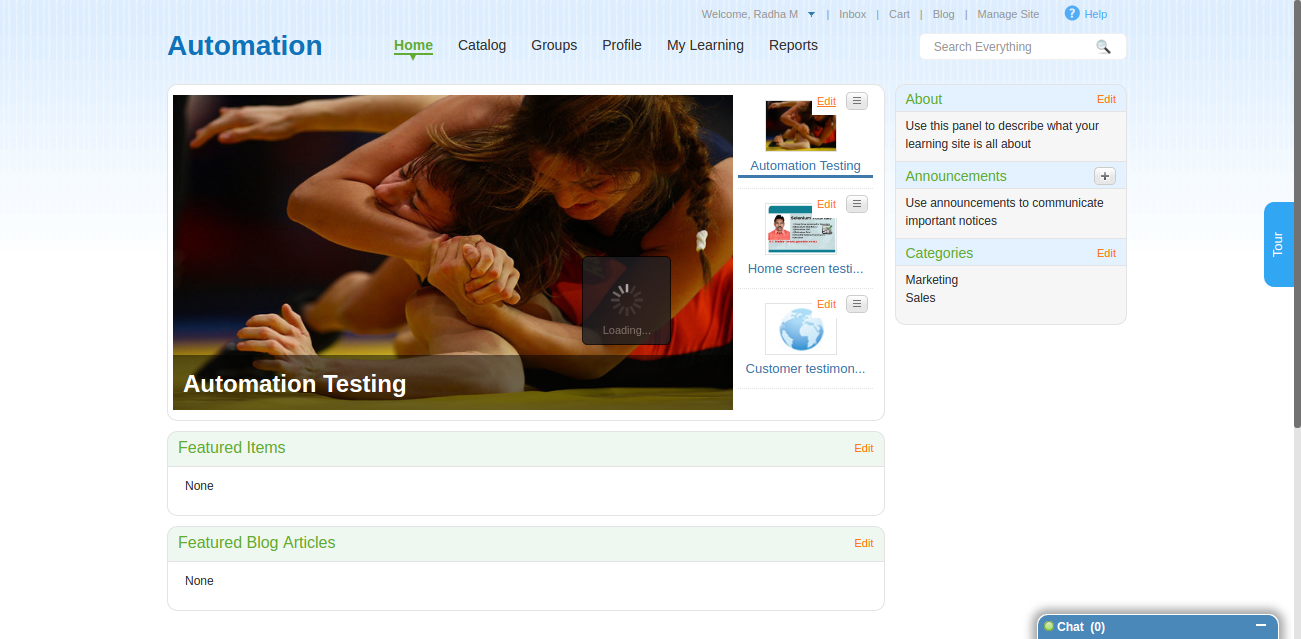 Welcome, Radha M | Inbox | Cart | Blog | Manage Site ? Help
Automation
Home Catalog Groups Profile My Learning Reports
Search Everything
Edit
Automation Testing
Edit
Home screen testi...
Edit
Customer testimon...
Loading...
Automation Testing
About Edit
Use this panel to describe what your
learning site is all about
Announcements +
Use announcements to communicate
important notices
Categories Edit
Marketing
Sales
Tour
Featured Items Edit
None
Featured Blog Articles Edit
None
Chat (0)